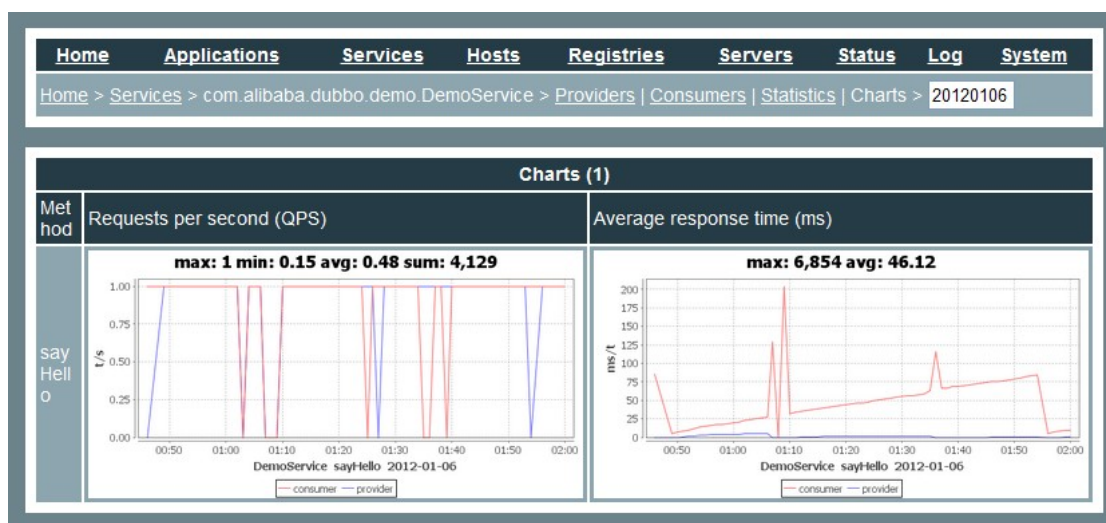 Home Applications Services Hosts Registries Servers Status Log System
Home > Services > com.alibaba.dubbo.demo.DemoService > Providers | Consumers | Statistics | Charts > 20120106
Charts (1)
Met
hod
Requests per second (QPS)
Average response time (ms)
say
Hell
o
max: 1 min: 0.15 avg: 0.48 sum: 4,129
1.00
0.75
0.50
0.25
0.00
t/s
00:50 01:00 01:10 01:20 01:30 01:40 01:50 02:00
DemoService sayHello 2012-01-06
consumer provider
max: 6,854 avg: 46.12
200
175
150
125
100
75
50
25
0
ms/t
00:50 01:00 01:10 01:20 01:30 01:40 01:50 02:00
DemoService sayHello 2012-01-06
consumer provider